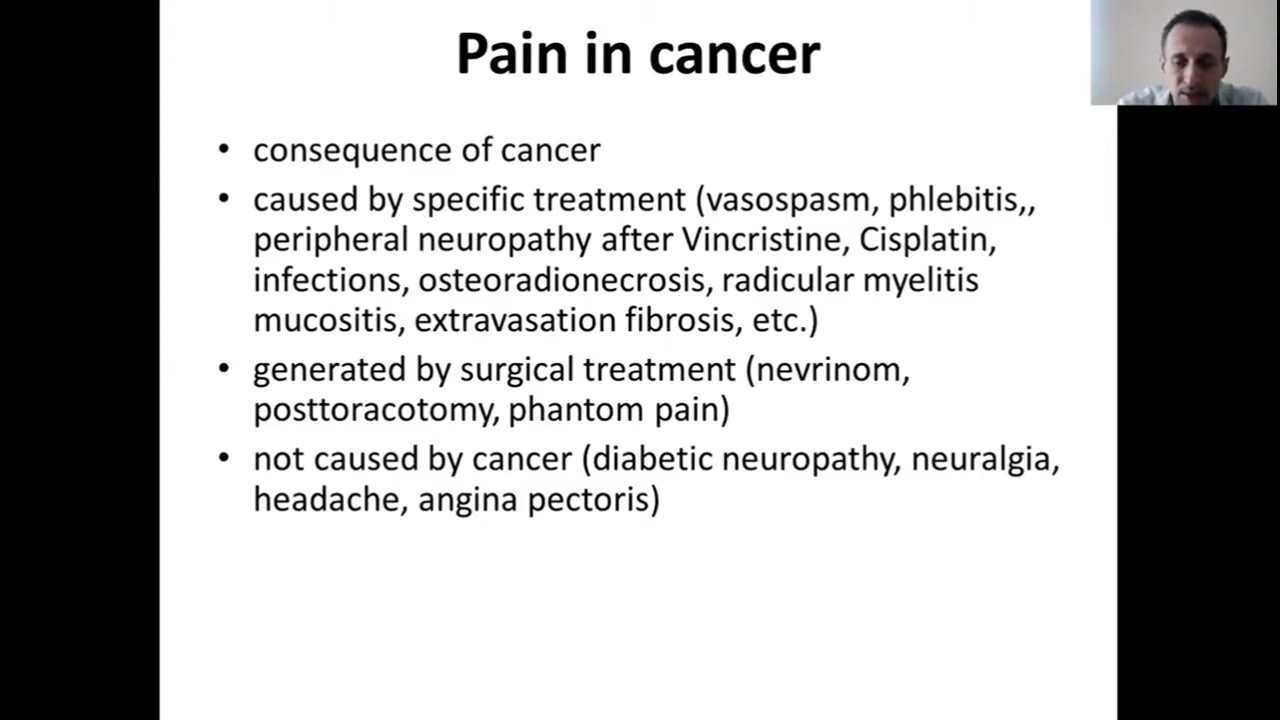 Pain in cancer
• consequence of cancer
• caused by specific treatment (vasospasm, phlebitis,,
peripheral neuropathy after Vincristine, Cisplatin,
infections, osteoradionecrosis, radicular myelitis
mucositis, extravasation fibrosis, etc.)
• generated by surgical treatment (nevrinom,
posttoracotomy, phantom pain)
• not caused by cancer (diabetic neuropathy, neuralgia,
headache, angina pectoris)